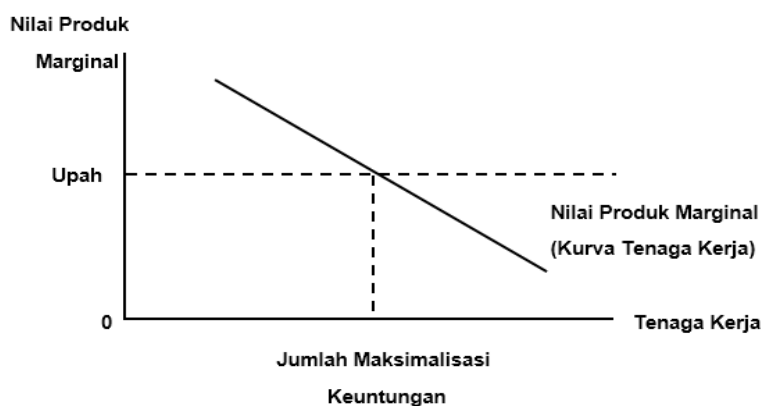 Nilai Produk
Marginal
Upah
Nilai Produk Marginal
(Kurva Tenaga Kerja)
0
Tenaga Kerja
Jumlah Maksimalisasi
Keuntungan